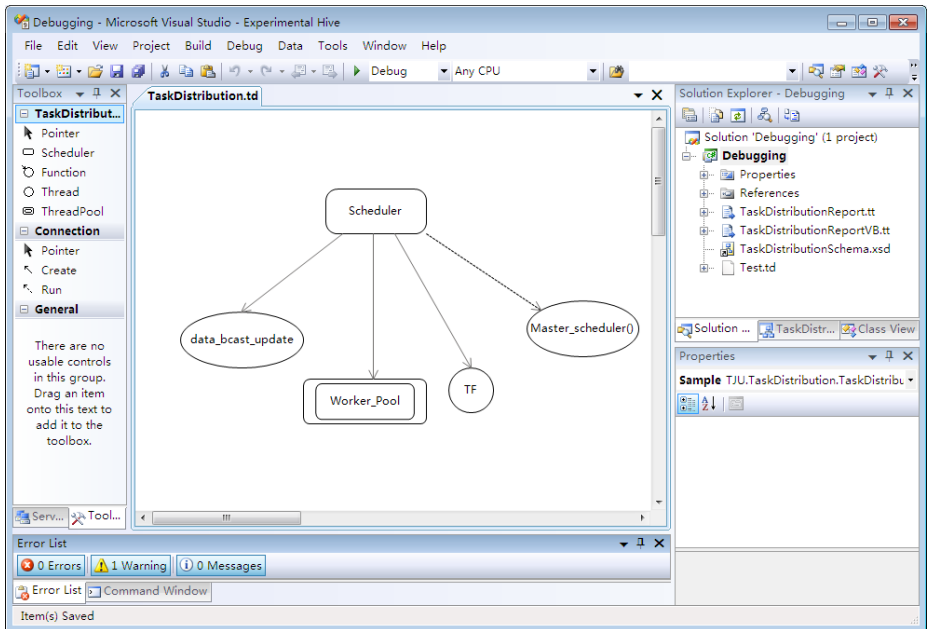 Debugging - Microsoft Visual Studio - Experimental Hive
File Edit View Project Build Debug Data Tools Window Help
Debug Any CPU
Toolbox
TaskDistribut...
Pointer
Scheduler
Function
Thread
ThreadPool
Connection
Pointer
Create
Run
General
There are no
usable controls
in this group.
Drag an item
onto this text to
add it to the
toolbox.
Serv... Tool...
TaskDistribution.td
Scheduler
data_bcast_update
Master_scheduler()
Worker_Pool
TF
Solution Explorer - Debugging
Solution 'Debugging' (1 project)
Debugging
Properties
References
TaskDistributionReport.tt
TaskDistributionReportVB.tt
TaskDistributionSchema.xsd
Test.td
Solution ... TaskDistr... Class View
Properties
Sample TJU.TaskDistribution.TaskDistribu
Error List
0 Errors 1 Warning 0 Messages
Error List Command Window
Item(s) Saved